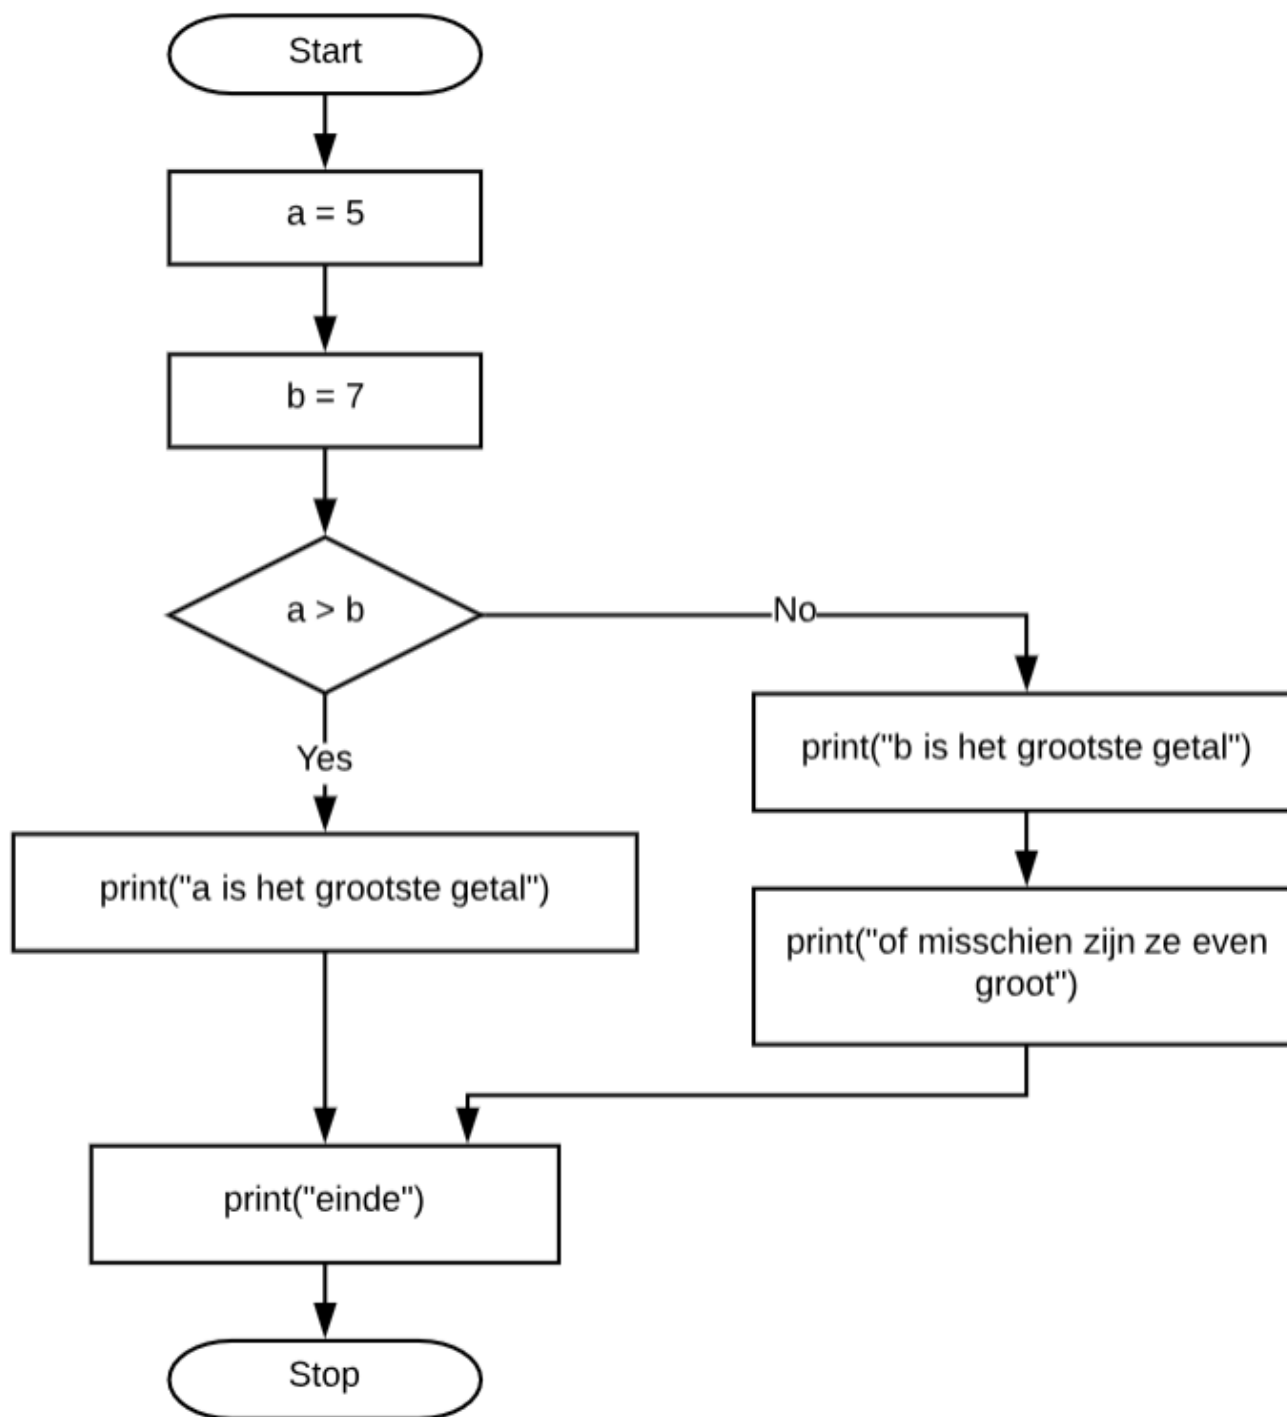 Start
a = 5
b = 7
a > b
No
Yes
print("b is het grootste getal")
print("a is het grootste getal")
print("of misschien zijn ze even
groot")
print("einde")
Stop